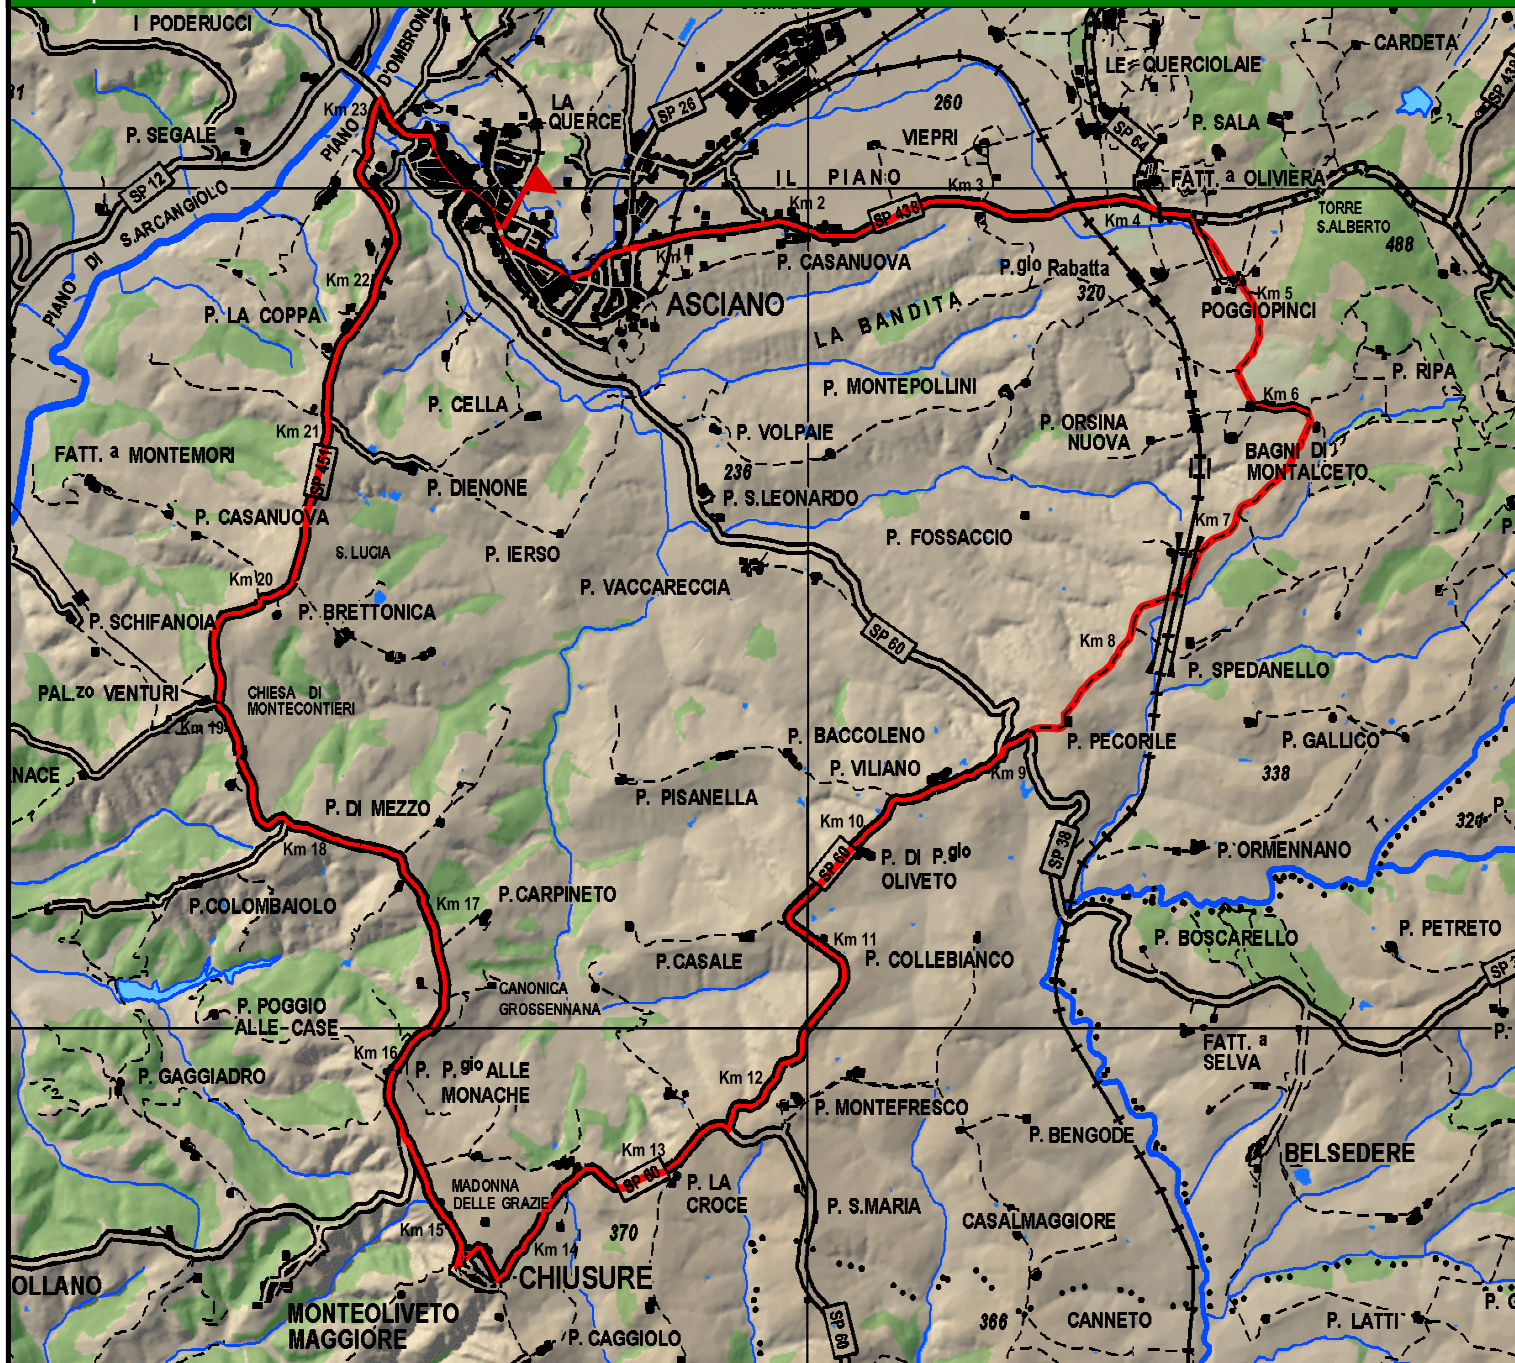 I PODERUCCI
D'OMBRONE
CARDETA
LE QUERCIOLAIE
LA
QUERCE
SP 26
260
Km 23
PIANO
P. SEGALE
VIEPRI
SP 64
P. SALA
SP 12
S.ARCANGIOLO
IL PIANO
Km 3
FATT. a OLIVIERA
Km 2
SP 438
Km 4
TORRE
S.ALBERTO
488
PIANO DI
Km 1
P. CASANUOVA
P.gio Rabatta
320
Km 22
Km 5
POGGIOPINCI
P. LA COPPA
ASCIANO
LA BANDITA
P. RIPA
P. MONTEPOLLINI
Km 6
P. CELLA
Km 21
P. VOLPAIE
P. ORSINA
NUOVA
FATT. a MONTEMORI
BAGNI DI
MONTALCETO
SP 451
236
P. DIENONE
P. S.LEONARDO
P. CASANUOVA
Km 7
S. LUCIA
P. IERSO
P. FOSSACCIO
Km 20
P. VACCARECCIA
P. SCHIFANOIA
P. BRETTONICA
SP 60
Km 8
P. SPEDANELLO
PAL.zo VENTURI
CHIESA DI
MONTECONTIERI
Km 19
P. BACCOLENO
P. PECORILE
P. GALLICO
NACE
P. VILIANO
Km 9
338
P. PISANELLA
P. DI MEZZO
Km 10
T.
P.
Km 18
SP 60
P. DI P.gio
OLIVETO
SP 38
P. ORMENNANO
P.CARPINETO
P.COLOMBAIOLO
Km 17
Km 11
P. BOSCARELLO
P. PETRETO
P.CASALE
P. COLLEBIANCO
CANONICA
GROSSENNANA
P. POGGIO
ALLE CASE
P.
Km 16
FATT. a
SELVA
P. GAGGIADRO
P. P.gio ALLE
MONACHE
Km 12
P. MONTEFRESCO
P. BENGODE
Km 13
BELSEDERE
SP 60
MADONNA
DELLE GRAZIE
P. LA
CROCE
P. S.MARIA
CASALMAGGIORE
Km 15
Km 14
370
OLLANO
CHIUSURE
MONTEOLIVETO
MAGGIORE
366
CANNETO
P. LATTI
P. CAGGIOLO
SP 60